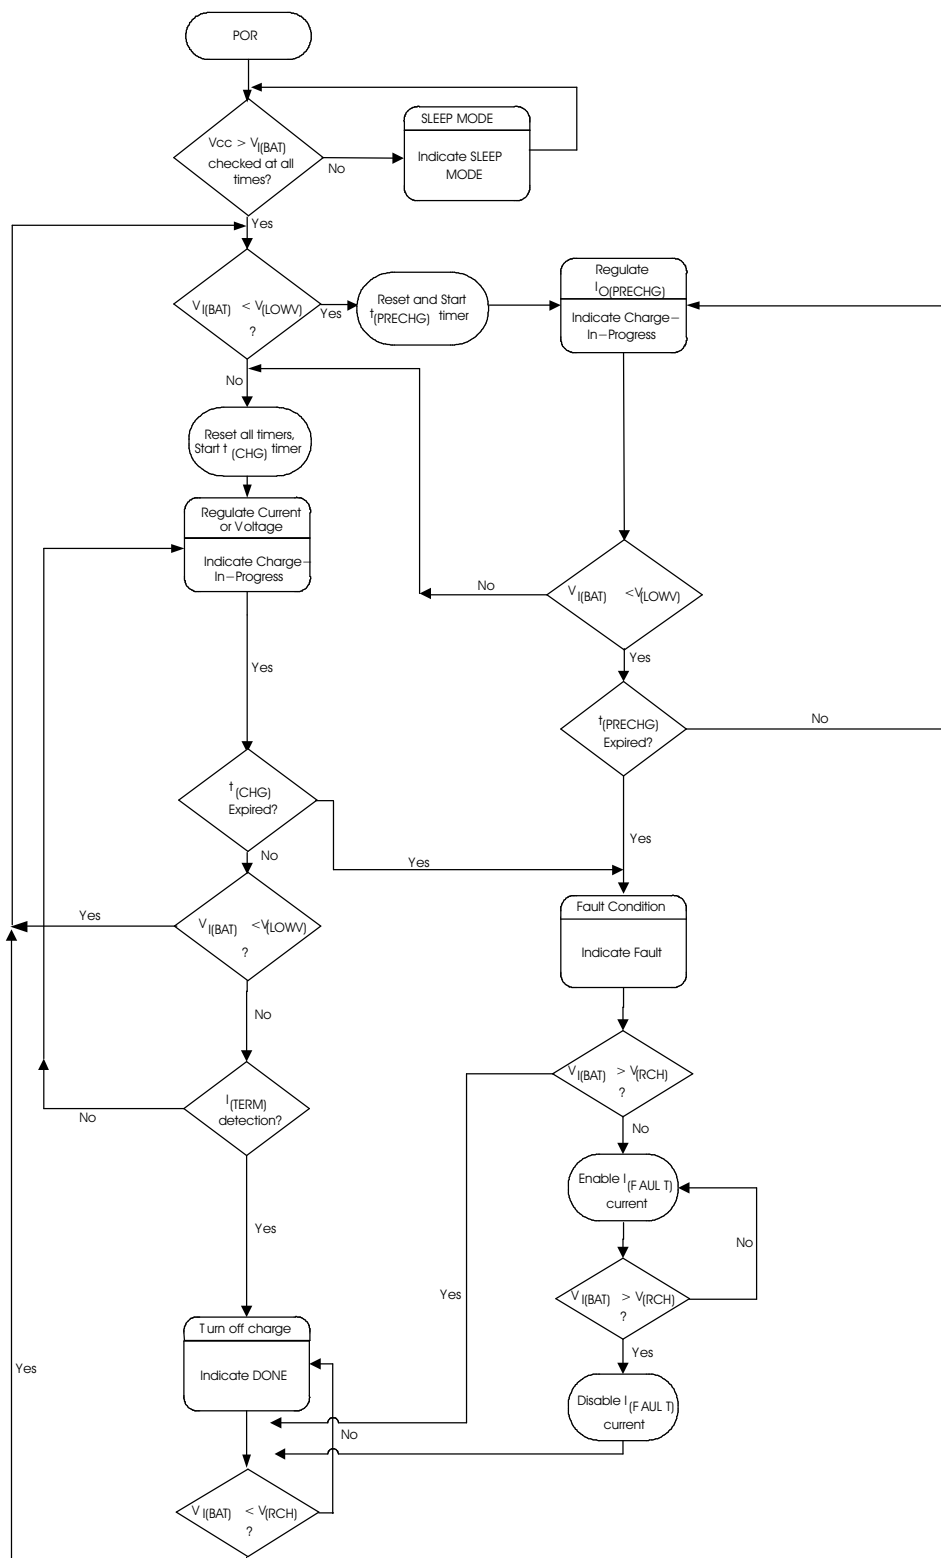 POR
Vcc > VI(BAT)
checked at all
times?
No
SLEEP MODE
Indicate SLEEP
MODE
Yes
VI(BAT) < V(LOWV)
?
Yes
Reset and Start
t(PRECHG) timer
Regulate
IO(PRECHG)
Indicate Charge–
In–Progress
No
Reset all timers,
Start t(CHG) timer
Regulate Current
or Voltage
Indicate Charge–
In–Progress
No
VI(BAT) <V(LOWV)
Yes
Yes
t(PRECHG)
Expired?
No
t(CHG)
Expired?
Yes
Yes
No
Yes
VI(BAT) <V(LOWV)
?
Fault Condition
Indicate Fault
No
VI(BAT) > V(RCH)
?
I(TERM)
detection?
No
No
Enable I(FAULT)
current
Yes
No
Yes
VI(BAT) > V(RCH)
?
Turn off charge
Indicate DONE
Yes
Yes
Disable I(FAULT)
current
No
VI(BAT) < V(RCH)
?